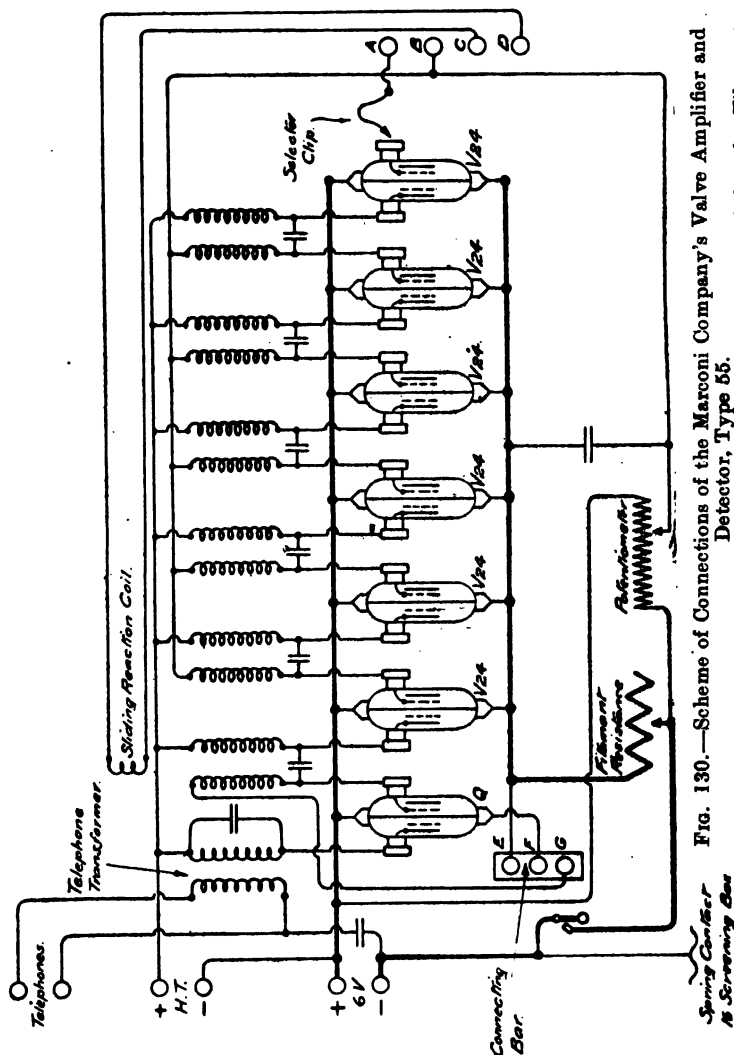 Telephones.
+
H.T.
-
+
6V
-
Telephone
Transformer.
Sliding Reaction Coil.
Selector
Clip.
A
B
C
D
V24
V24
V24
V24
V24
V24
Q
E
F
G
Connecting
Bar.
Filament
Resistance
Potentiometer
Spring Contact
to Screening Box
FIG. 130.—Scheme of Connections of the Marconi Company's Valve Amplifier and
Detector, Type 55.